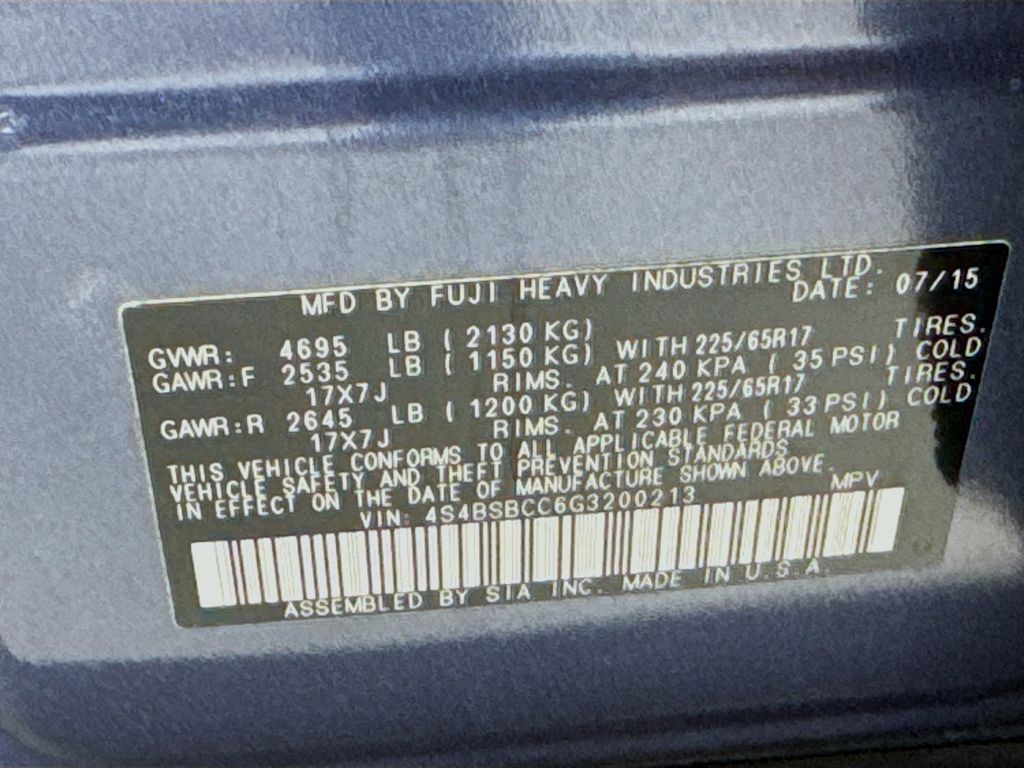 MFD BY FUJI HEAVY INDUSTRIES LTD.
DATE: 07/15
GVWR: 4695 LB ( 2130 KG)
GAWR:F 2535 LB ( 1150 KG) WITH 225/65R17 TIRES.
17X7J RIMS. AT 240 KPA ( 35 PSI) COLD
GAWR:R 2645 LB ( 1200 KG) WITH 225/65R17 TIRES.
17X7J RIMS. AT 230 KPA ( 33 PSI) COLD
THIS VEHICLE CONFORMS TO ALL APPLICABLE FEDERAL MOTOR
VEHICLE SAFETY AND THEFT PREVENTION STANDARDS
IN EFFECT ON THE DATE OF MANUFACTURE SHOWN ABOVE.
VIN: 4S4BSBCC6G3200213 MPV
ASSEMBLED BY SIA INC. MADE IN U.S.A.